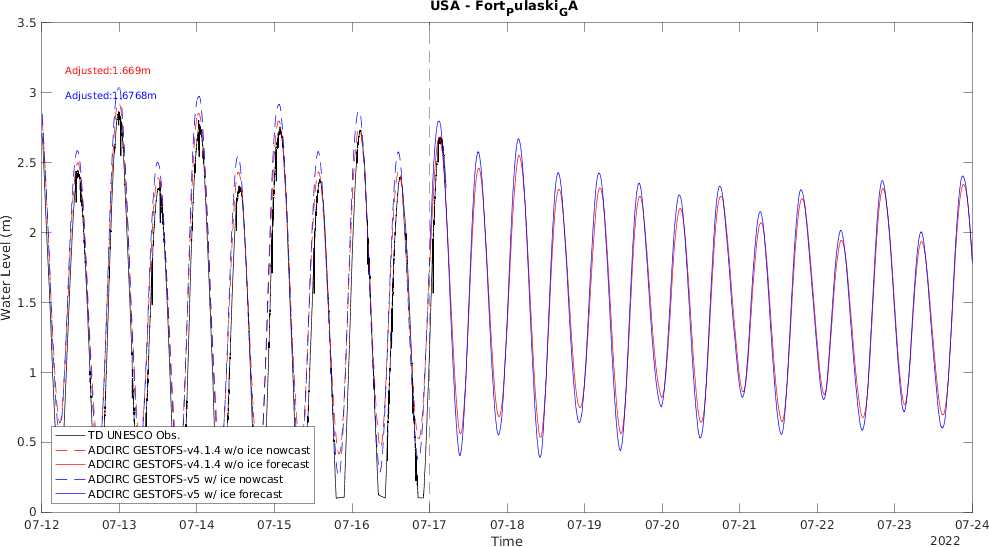 USA - FortPulaskiGA
Adjusted:1.669m
Adjusted:1.6768m
Water Level (m)
3.5
3
2.5
2
1.5
1
0.5
0
TD UNESCO Obs.
ADCIRC GESTOFS-v4.1.4 w/o ice nowcast
ADCIRC GESTOFS-v4.1.4 w/o ice forecast
ADCIRC GESTOFS-v5 w/ ice nowcast
ADCIRC GESTOFS-v5 w/ ice forecast
07-12 07-13 07-14 07-15 07-16 07-17 07-18 07-19 07-20 07-21 07-22 07-23 07-24
Time
2022